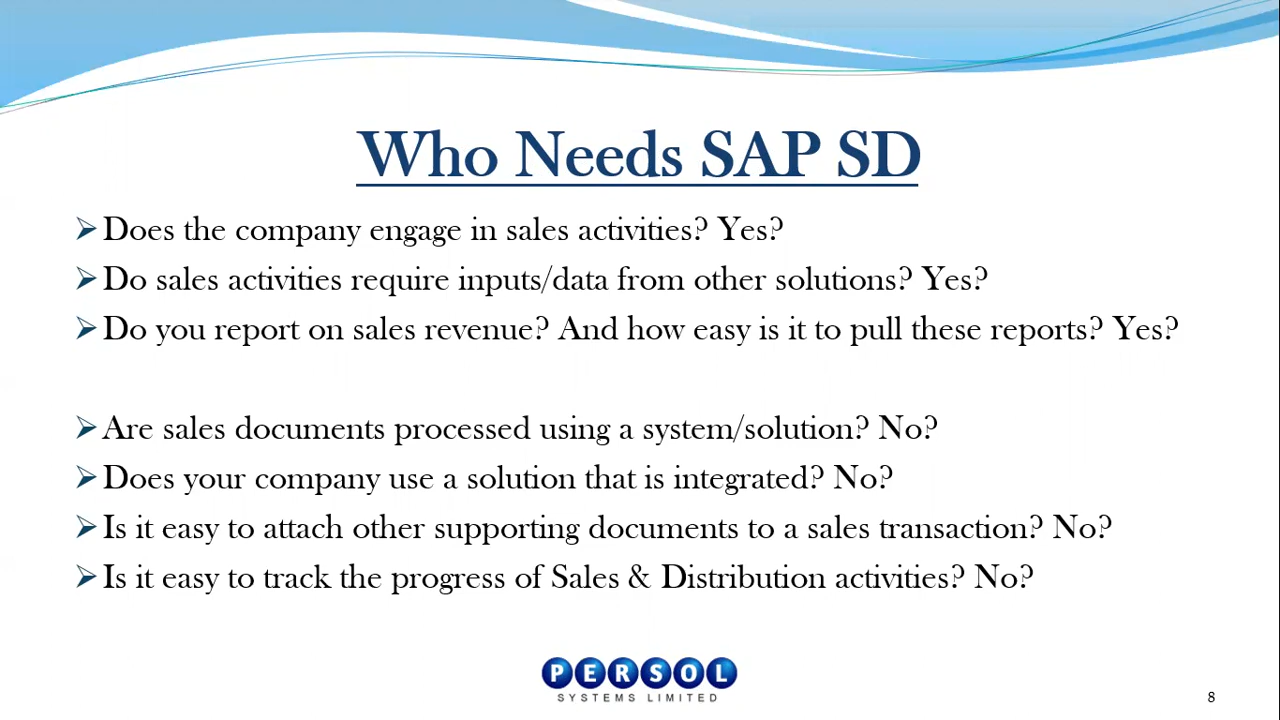 Who Needs SAP SD
Does the company engage in sales activities? Yes?
Do sales activities require inputs/data from other solutions? Yes?
Do you report on sales revenue? And how easy is it to pull these reports? Yes?
Are sales documents processed using a system/solution? No?
Does your company use a solution that is integrated? No?
Is it easy to attach other supporting documents to a sales transaction? No?
Is it easy to track the progress of Sales & Distribution activities? No?
PERSOL
SYSTEMS LIMITED
8